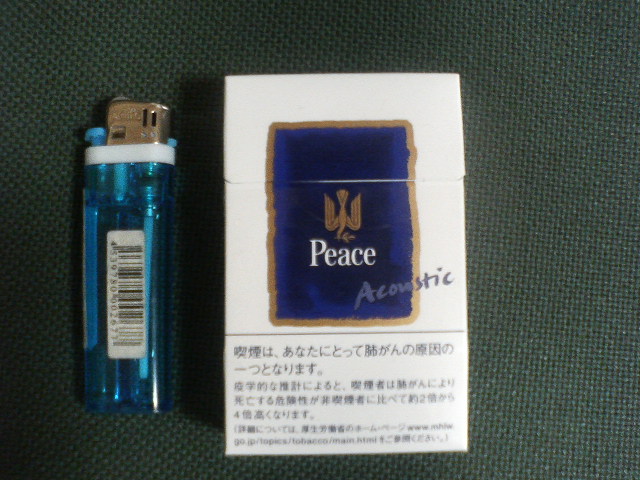 Peace
Acoustic
喫煙は、あなたにとって肺がんの原因の
一つとなります。
疫学的な推計によると、喫煙者は肺がんにより
死亡する危険性が非喫煙者に比べて約2倍から
4倍高くなります。
(詳細については、厚生労働省のホーム・ページ www.mhlw.
go.jp/topics/tobacco/main.html をご参照ください。)